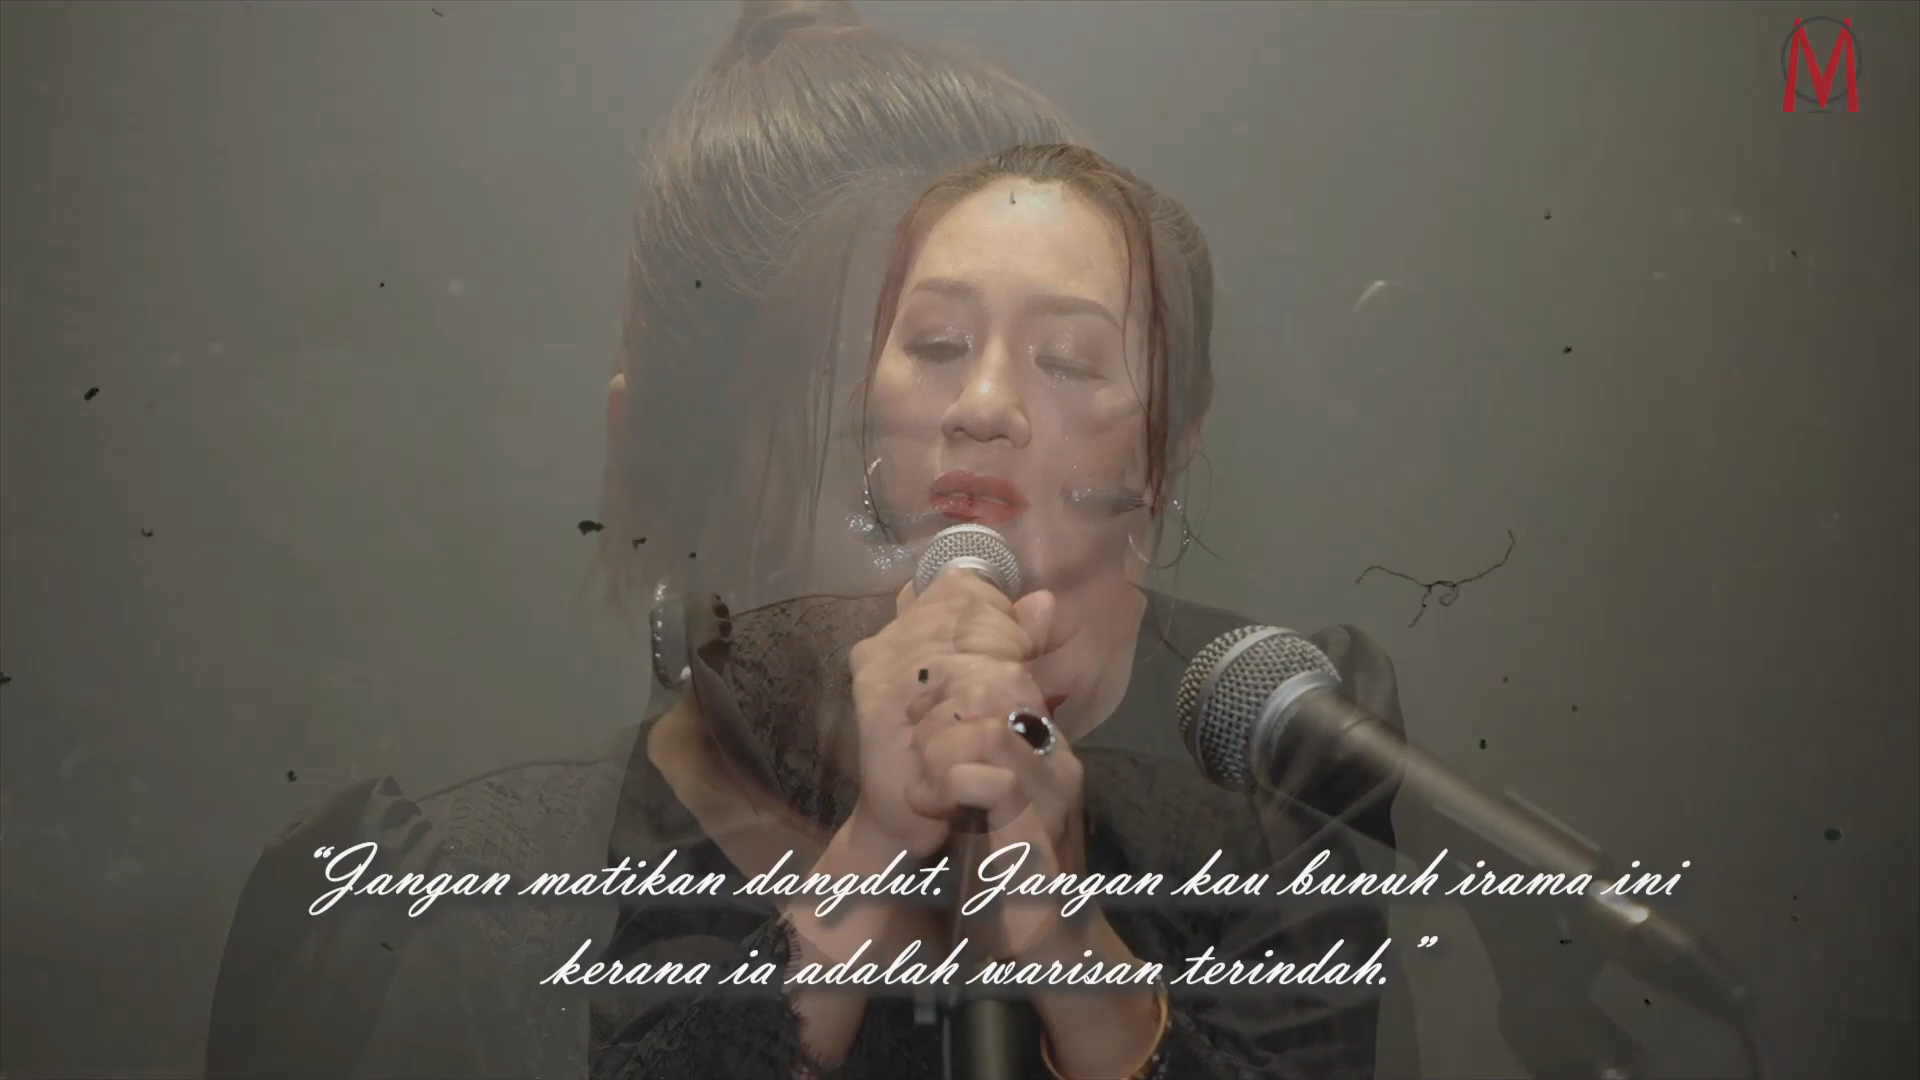 M
“Jangan matikan dangdut. Jangan kau bunuh irama ini
kerana ia adalah warisan terindah.”